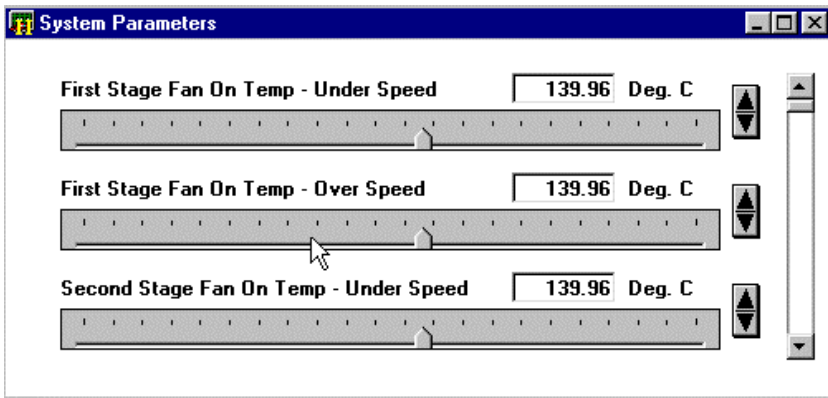 System Parameters
First Stage Fan On Temp - Under Speed 139.96 Deg. C
First Stage Fan On Temp - Over Speed 139.96 Deg. C
Second Stage Fan On Temp - Under Speed 139.96 Deg. C